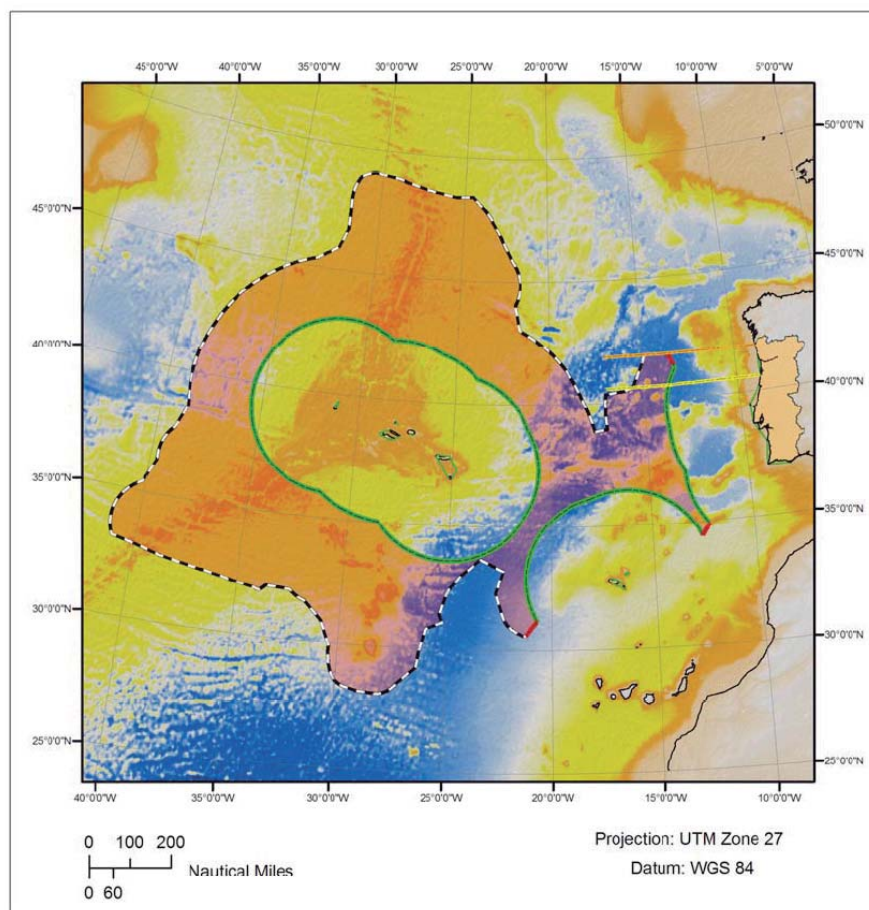 45°0'0"W 40°0'0"W 35°0'0"W 30°0'0"W 25°0'0"W 20°0'0"W 15°0'0"W 10°0'0"W 5°0'0"W
50°0'0"N
45°0'0"N
45°0'0"N
40°0'0"N
40°0'0"N
35°0'0"N
35°0'0"N
30°0'0"N
30°0'0"N
25°0'0"N
25°0'0"N
40°0'0"W 35°0'0"W 30°0'0"W 25°0'0"W 20°0'0"W 15°0'0"W 10°0'0"W
0 100 200
Nautical Miles
0 60
Projection: UTM Zone 27
Datum: WGS 84